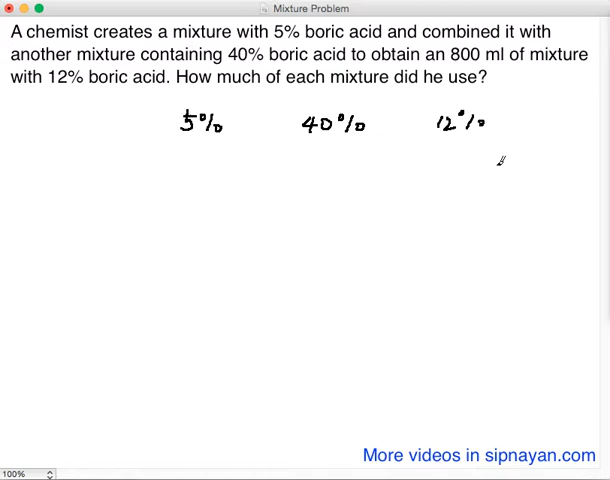 Mixture Problem
A chemist creates a mixture with 5% boric acid and combined it with
another mixture containing 40% boric acid to obtain an 800 ml of mixture
with 12% boric acid. How much of each mixture did he use?
5% 40% 12%
More videos in sipnayan.com
100%